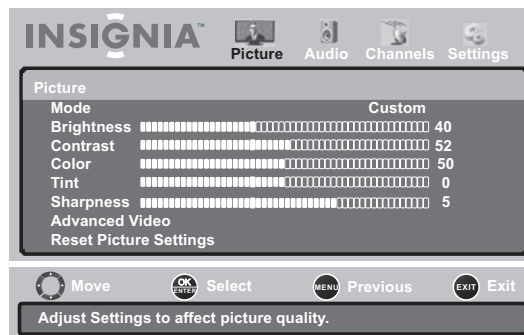 INSIGNIA™
Picture Audio Channels Settings
Picture
Mode Custom
Brightness 40
Contrast 52
Color 50
Tint 0
Sharpness 5
Advanced Video
Reset Picture Settings
Move OK ENTER Select MENU Previous EXIT Exit
Adjust Settings to affect picture quality.